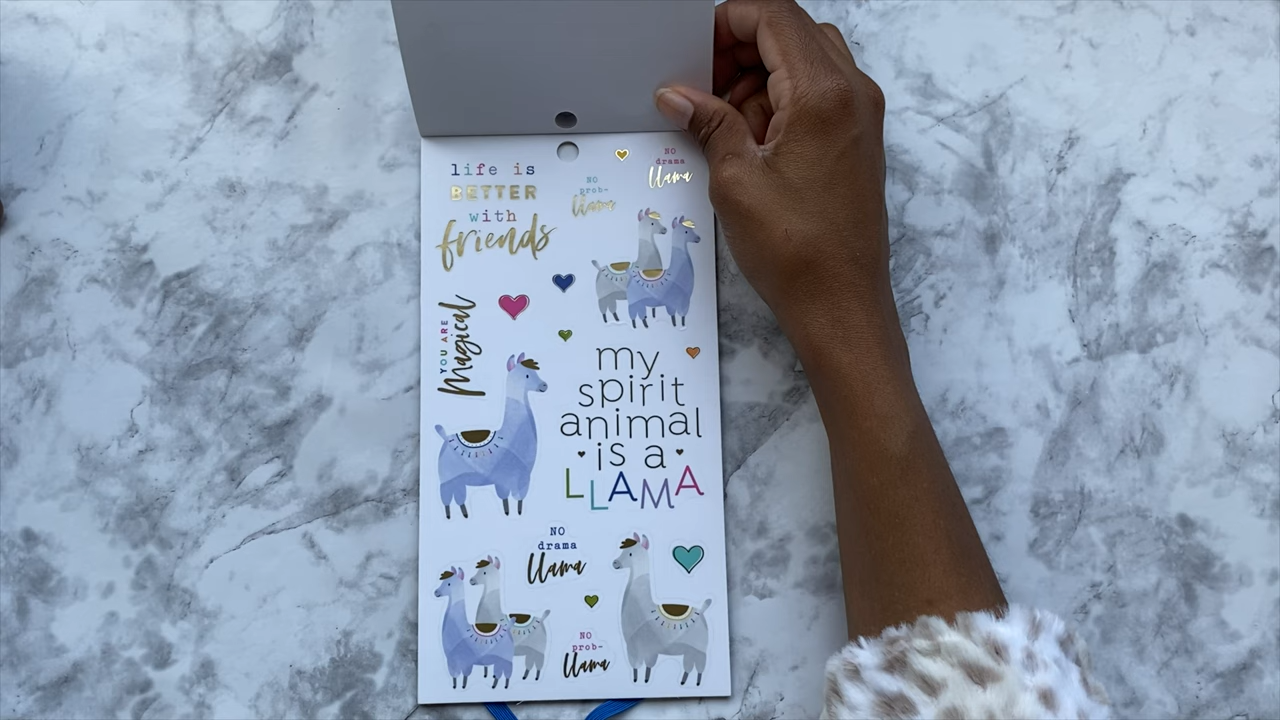 life is
BETTER
with
friends
NO
prob-
llama
NO
drama
llama
YOU ARE
Magical
my
spirit
animal
is a
LLAMA
NO
drama
llama
NO
prob-
llama